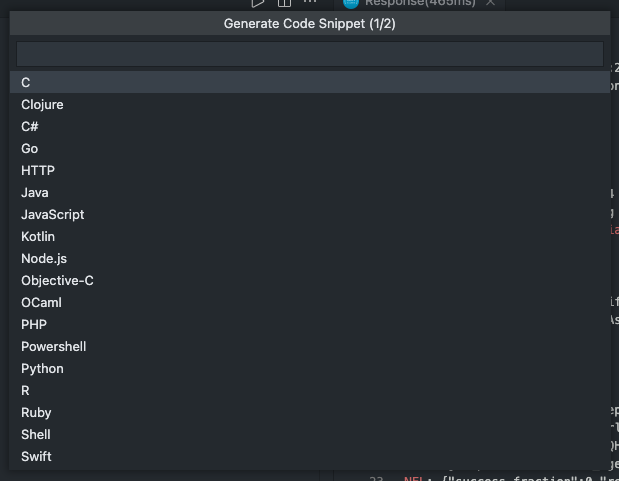 Response(465ms)
Generate Code Snippet (1/2)
C
Clojure
C#
Go
HTTP
Java
JavaScript
Kotlin
Node.js
Objective-C
OCaml
PHP
Powershell
Python
R
Ruby
Shell
Swift
23 NEL: {"success_fraction":0,"re